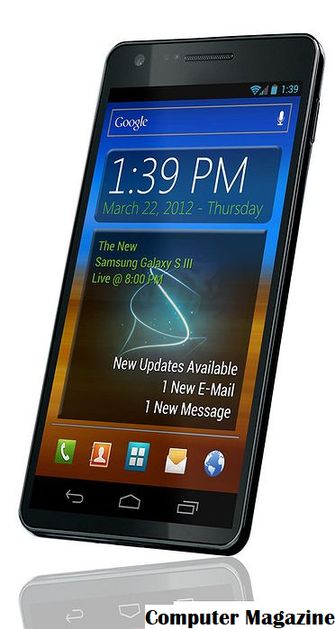 1:39
Google
1:39 PM
March 22, 2012 - Thursday
The New
Samsung Galaxy S III
Live @ 8:00 PM
New Updates Available
1 New E-Mail
1 New Message
Computer Magazine